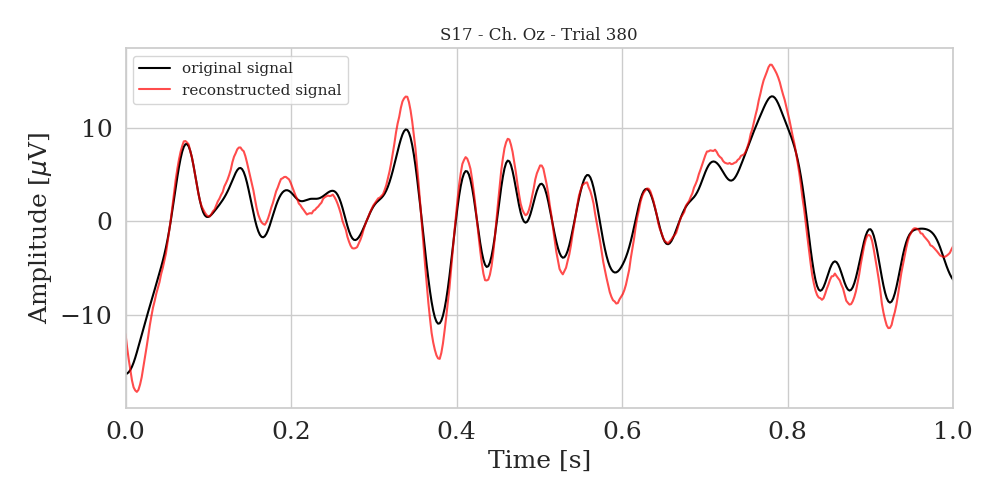 S17 - Ch. Oz - Trial 380
original signal
reconstructed signal
Amplitude [μV]
10
0
−10
0.0 0.2 0.4 0.6 0.8 1.0
Time [s]